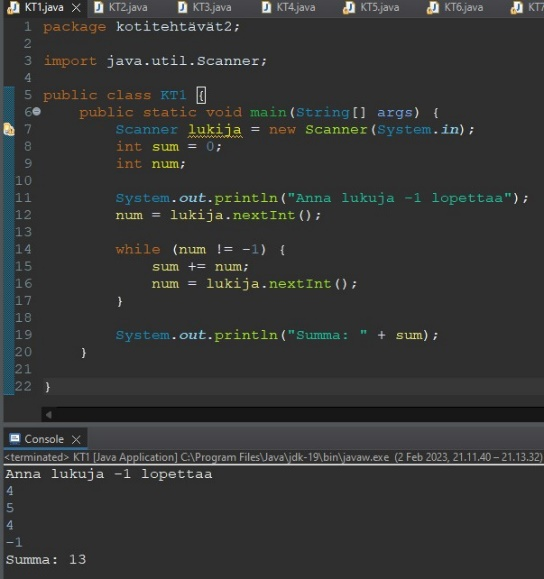 KT1.java KT2.java KT3.java KT4.java KT5.java KT6.java KT7
1 package kotitehtävät2;
2
3 import java.util.Scanner;
4
5 public class KT1 {
6 public static void main(String[] args) {
7 Scanner lukija = new Scanner(System.in);
8 int sum = 0;
9 int num;
10
11 System.out.println("Anna lukuja -1 lopettaa");
12 num = lukija.nextInt();
13
14 while (num != -1) {
15 sum += num;
16 num = lukija.nextInt();
17 }
18
19 System.out.println("Summa: " + sum);
20 }
21
22 }
Console
<terminated> KT1 [Java Application] C:\Program Files\Java\jdk-19\bin\javaw.exe (2 Feb 2023, 21.11.40 – 21.13.32)
Anna lukuja -1 lopettaa
4
5
4
-1
Summa: 13